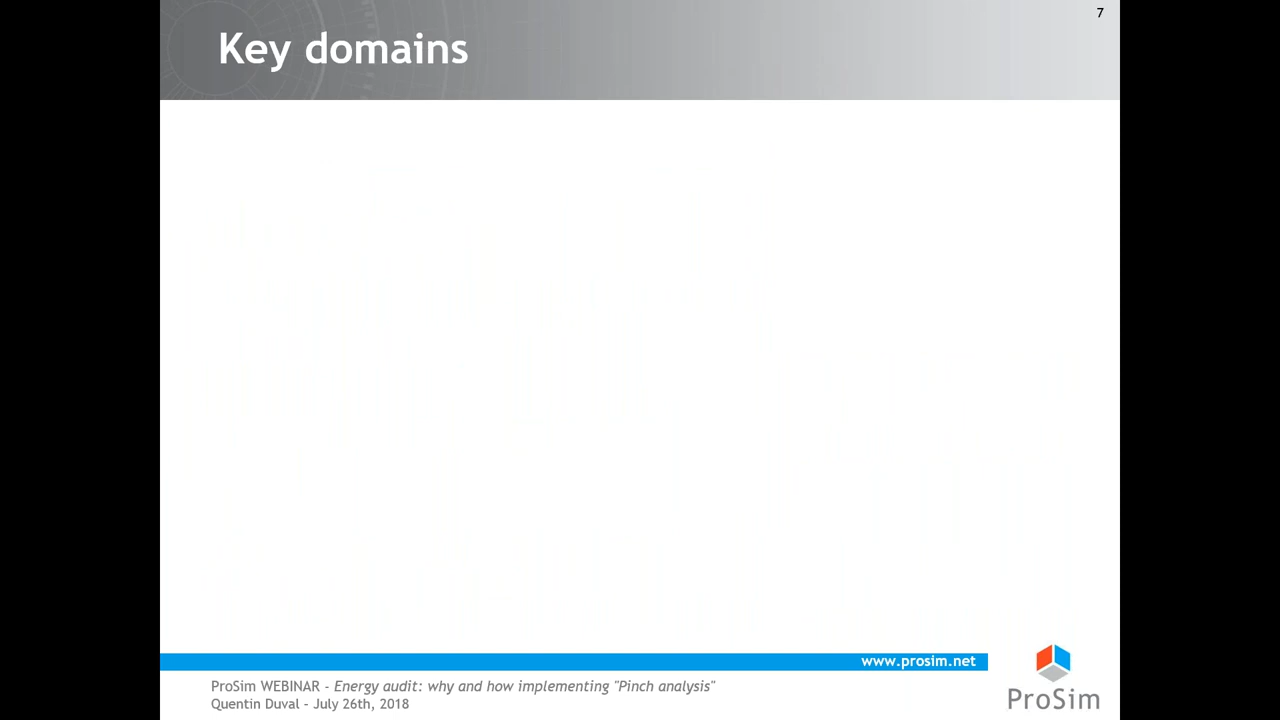 7
Key domains
www.prosim.net
ProSim WEBINAR - Energy audit: why and how implementing "Pinch analysis"
Quentin Duval – July 26th, 2018
ProSim